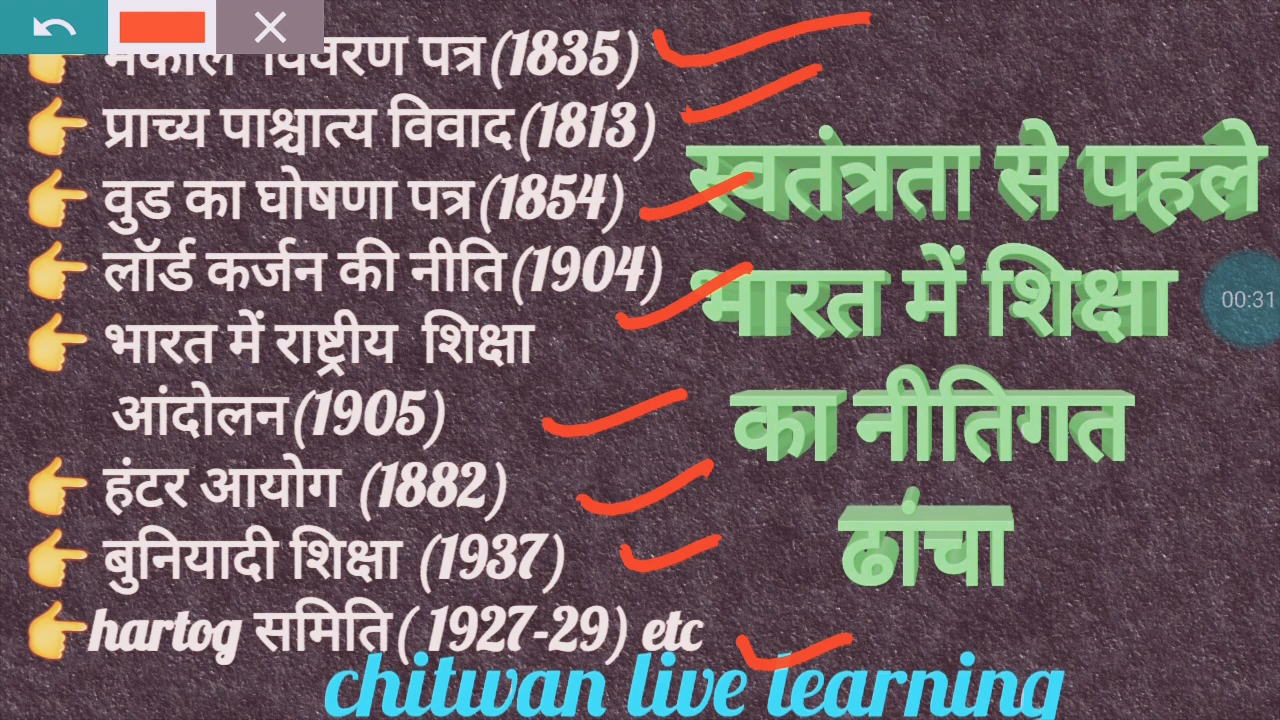 मैकॉले विवरण पत्र(1835)
प्राच्य पाश्चात्य विवाद(1813)
वुड का घोषणा पत्र(1854)
लॉर्ड कर्जन की नीति(1904)
भारत में राष्ट्रीय शिक्षा
आंदोलन(1905)
हंटर आयोग (1882)
बुनियादी शिक्षा (1937)
hartog समिति( 1927-29) etc
स्वतंत्रता से पहले
भारत में शिक्षा
का नीतिगत
ढांचा
00:31
chitwan live learning